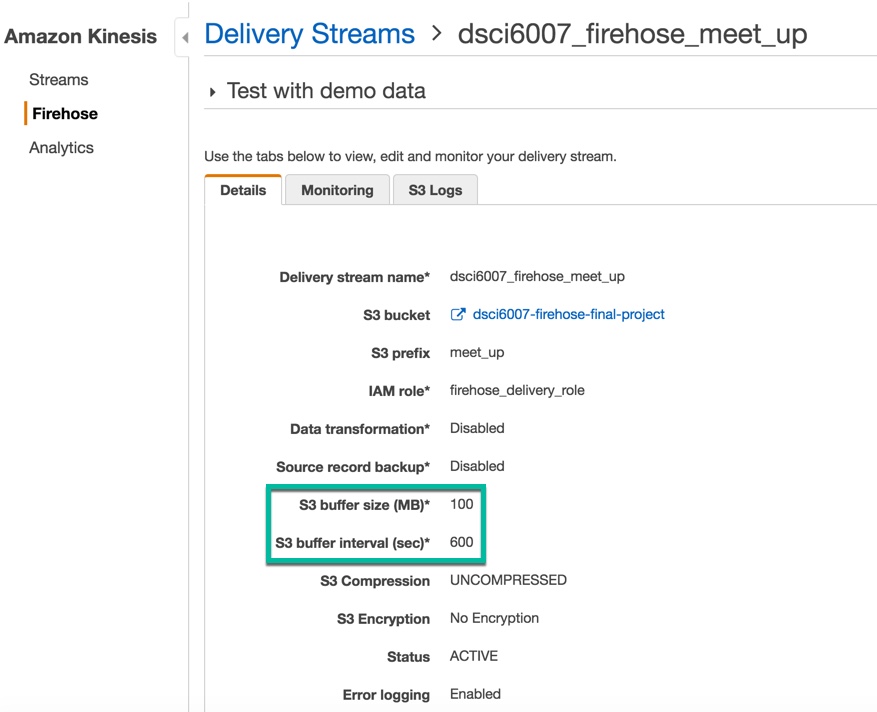 Amazon Kinesis
Streams
Firehose
Analytics
Delivery Streams > dsci6007_firehose_meet_up
Test with demo data
Use the tabs below to view, edit and monitor your delivery stream.
Details Monitoring S3 Logs
Delivery stream name* dsci6007_firehose_meet_up
S3 bucket dsci6007-firehose-final-project
S3 prefix meet_up
IAM role* firehose_delivery_role
Data transformation* Disabled
Source record backup* Disabled
S3 buffer size (MB)* 100
S3 buffer interval (sec)* 600
S3 Compression UNCOMPRESSED
S3 Encryption No Encryption
Status ACTIVE
Error logging Enabled